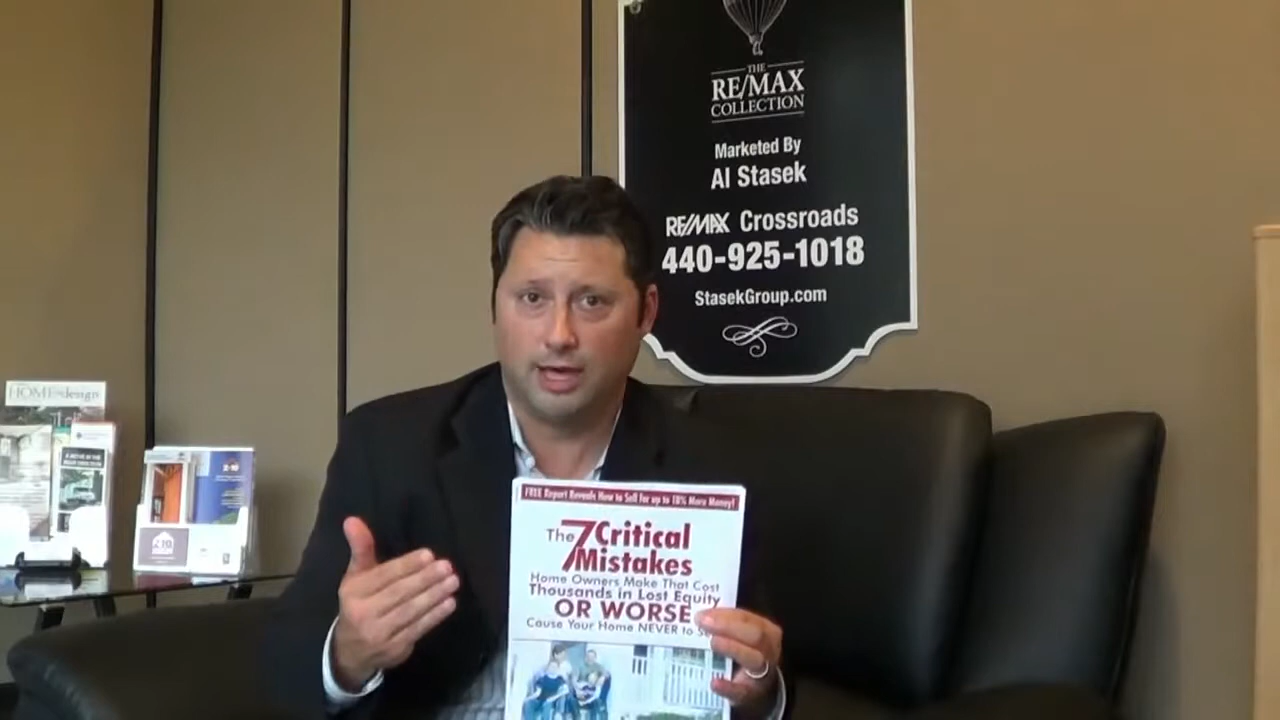 THE
RE/MAX
COLLECTION
Marketed By
Al Stasek
RE/MAX Crossroads
440-925-1018
StasekGroup.com
HOME design
FREE Report Reveals How to Sell for up to 18% More Money!
The 7 Critical
Mistakes
Home Owners Make That Cost
Thousands in Lost Equity
OR WORSE
Cause Your Home NEVER to